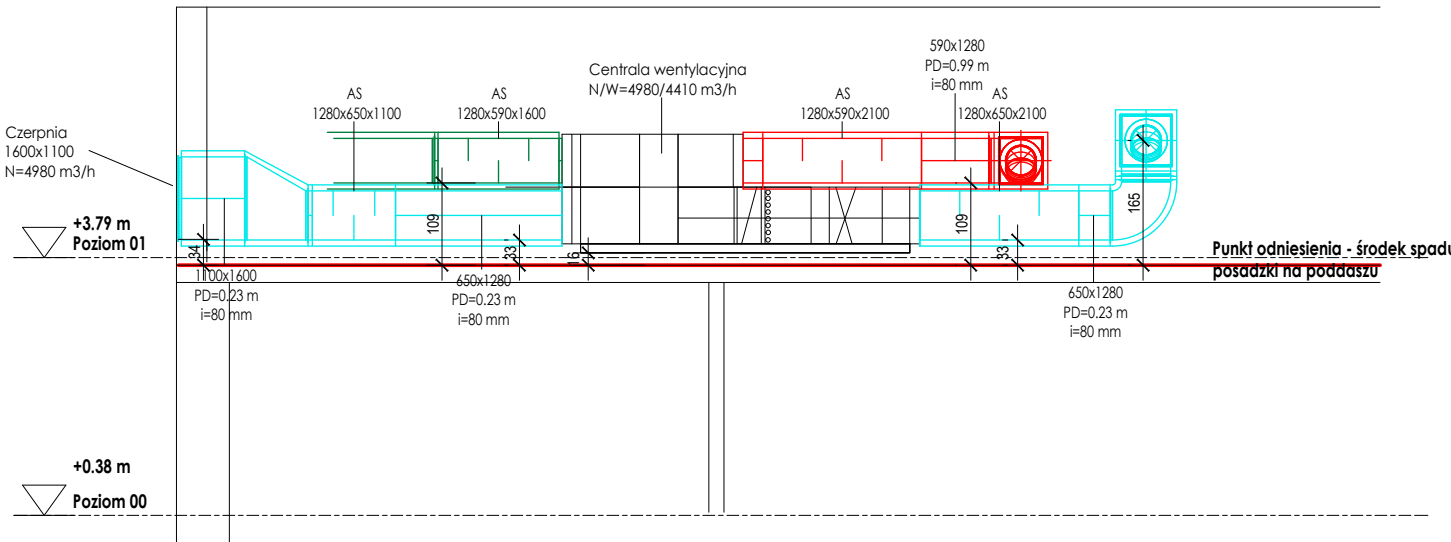 590x1280
PD=0.99 m
i=80 mm
Centrala wentylacyjna
N/W=4980/4410 m3/h
AS
1280x650x1100
AS
1280x590x1600
AS
1280x590x2100
AS
1280x650x2100
Czerpnia
1600x1100
N=4980 m3/h
+3.79 m
Poziom 01
34
109
33
16
109
33
165
Punkt odniesienia - środek spadu
posadzki na poddaszu
1100x1600
PD=0.23 m
i=80 mm
650x1280
PD=0.23 m
i=80 mm
650x1280
PD=0.23 m
i=80 mm
+0.38 m
Poziom 00